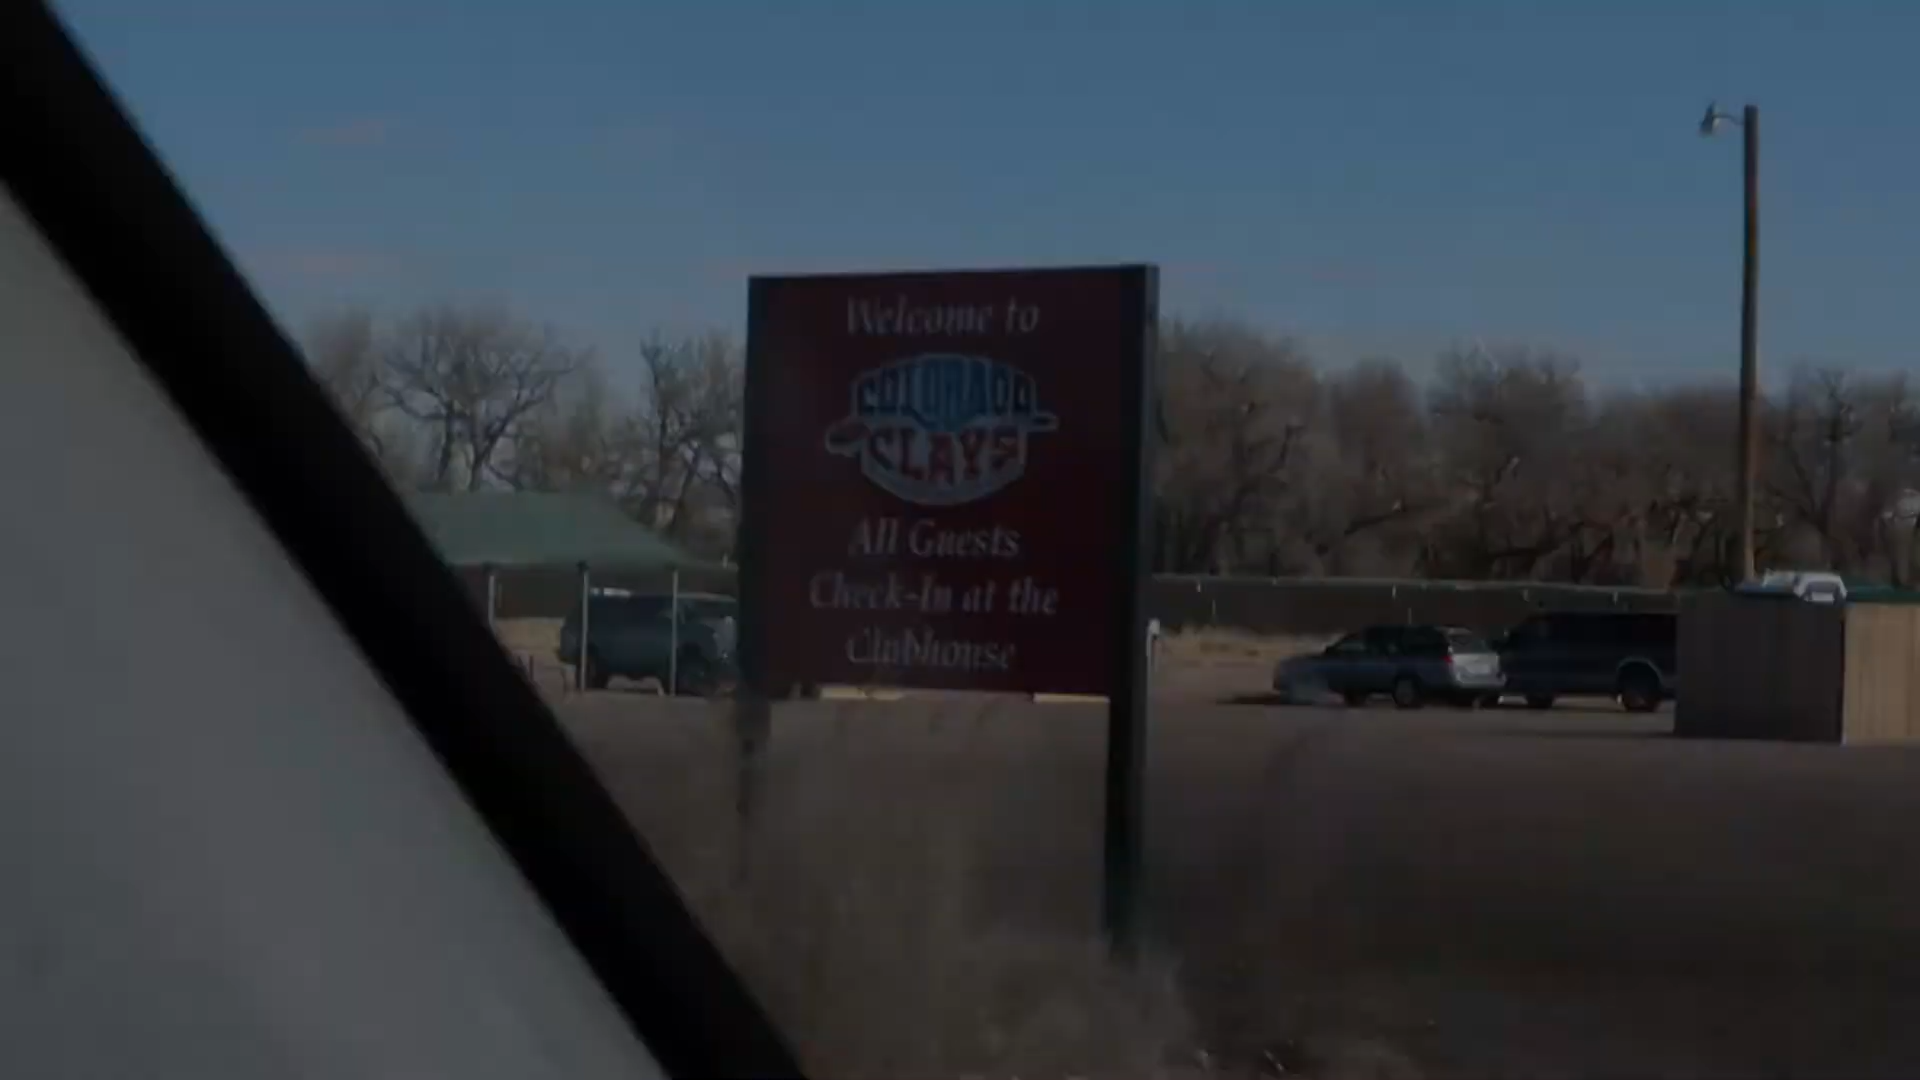 Welcome to
COLORADO
CLAYS
All Guests
Check-In at the
Clubhouse